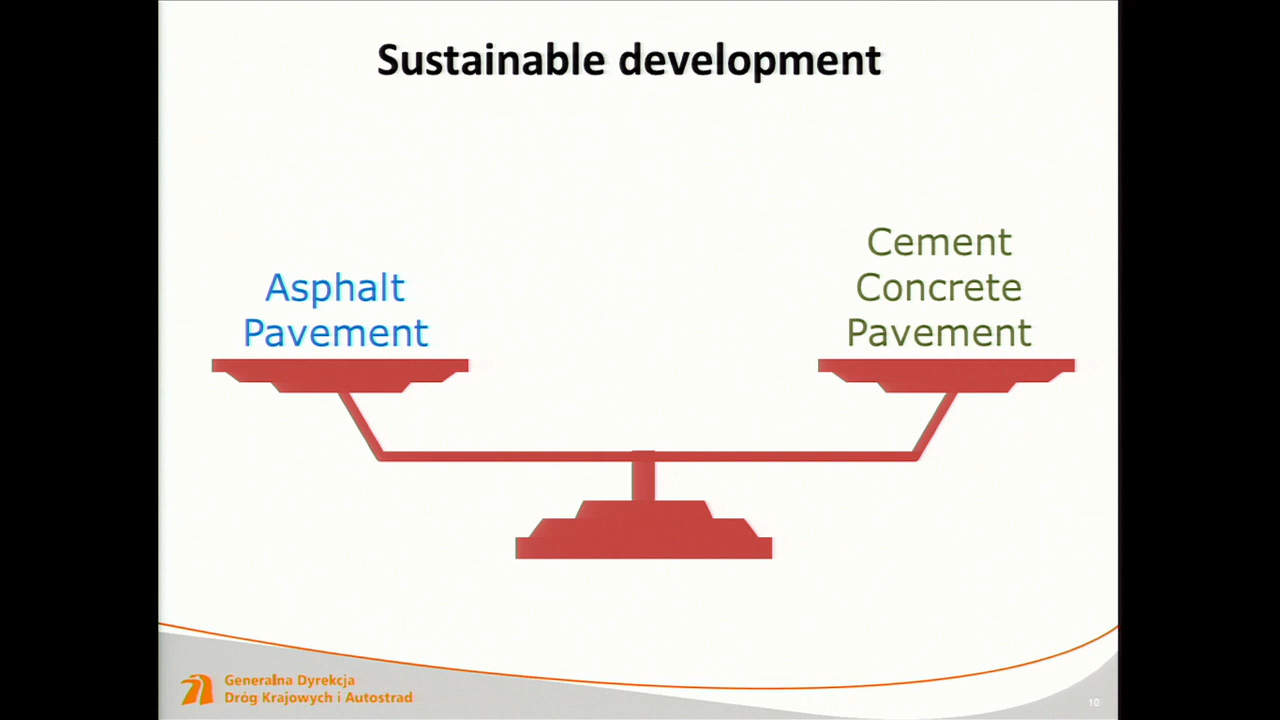 Sustainable development
Asphalt
Pavement
Cement
Concrete
Pavement
Generalna Dyrekcja
Dróg Krajowych i Autostrad
10